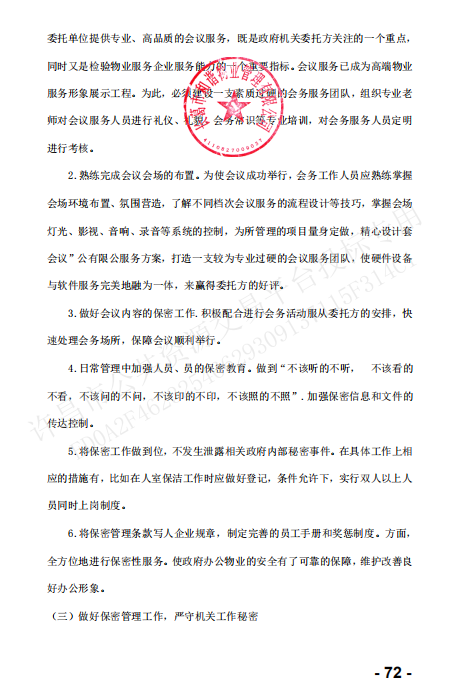 委托单位提供专业、高品质的会议服务，既是政府机关委托方关注的一个重点，
同时又是检验物业服务企业服务能力的一个重要指标。会议服务已成为高端物业
服务形象展示工程。为此，必须建设一支素质过硬的会务服务团队，组织专业老
师对会议服务人员进行礼仪、礼貌、会务常识等专业培训，对会务服务人员定明
进行考核。
2.熟练完成会议会场的布置。为使会议成功举行，会务工作人员应熟练掌握
会场环境布置、氛围营造，了解不同档次会议服务的流程设计等技巧，掌握会场
灯光、影视、音响、录音等系统的控制，为所管理的项量身定做，精心设计套
会议”公有限公服务方案，打造一支较为专业过硬的会议服务团队，使硬件设备
与软件服务完美地融为一体，来赢得委托方的好评。
3.做好会议内容的保密工作.积极配合进行会务活动服从委托方的安排，快
速处理会务场所，保障会议顺利举行。
4.日常管理中加强人员、员的保密教育。做到“不该听的不听， 不该看的
不看，不该问的不问，不该印的不印，不该照的不照”.加强保密信息和文件的
传达控制。
5.将保密工作做到位，不发生泄露相关政府内部秘密事件。在具体工作上相
应的措施有，比如在人室保洁工作时应做好登记，条件允许下，实行双人以上人
员同时上岗制度。
6.将保密管理条款写人企业规章，制定完善的员工手册和奖惩制度。方面，
全方位地进行保密性服务。使政府办公物业的安全有了可靠的保障，维护改善良
好办公形象。
（三）做好保密管理工作，严守机关工作秘密
- 72 -